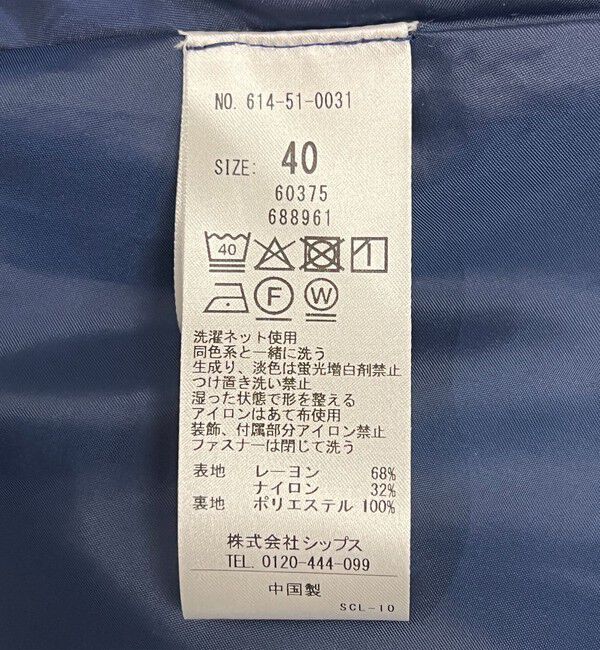 NO. 614-51-0031
SIZE: 40
60375
688961
40
F W
洗濯ネット使用
同色系と一緒に洗う
生成り、淡色は蛍光増白剤禁止
つけ置き洗い禁止
湿った状態で形を整える
アイロンはあて布使用
装飾、付属部分アイロン禁止
ファスナーは閉じて洗う
表地 レーヨン 68%
ナイロン 32%
裏地 ポリエステル 100%
株式会社シップス
TEL. 0120-444-099
中国製
SCL-10